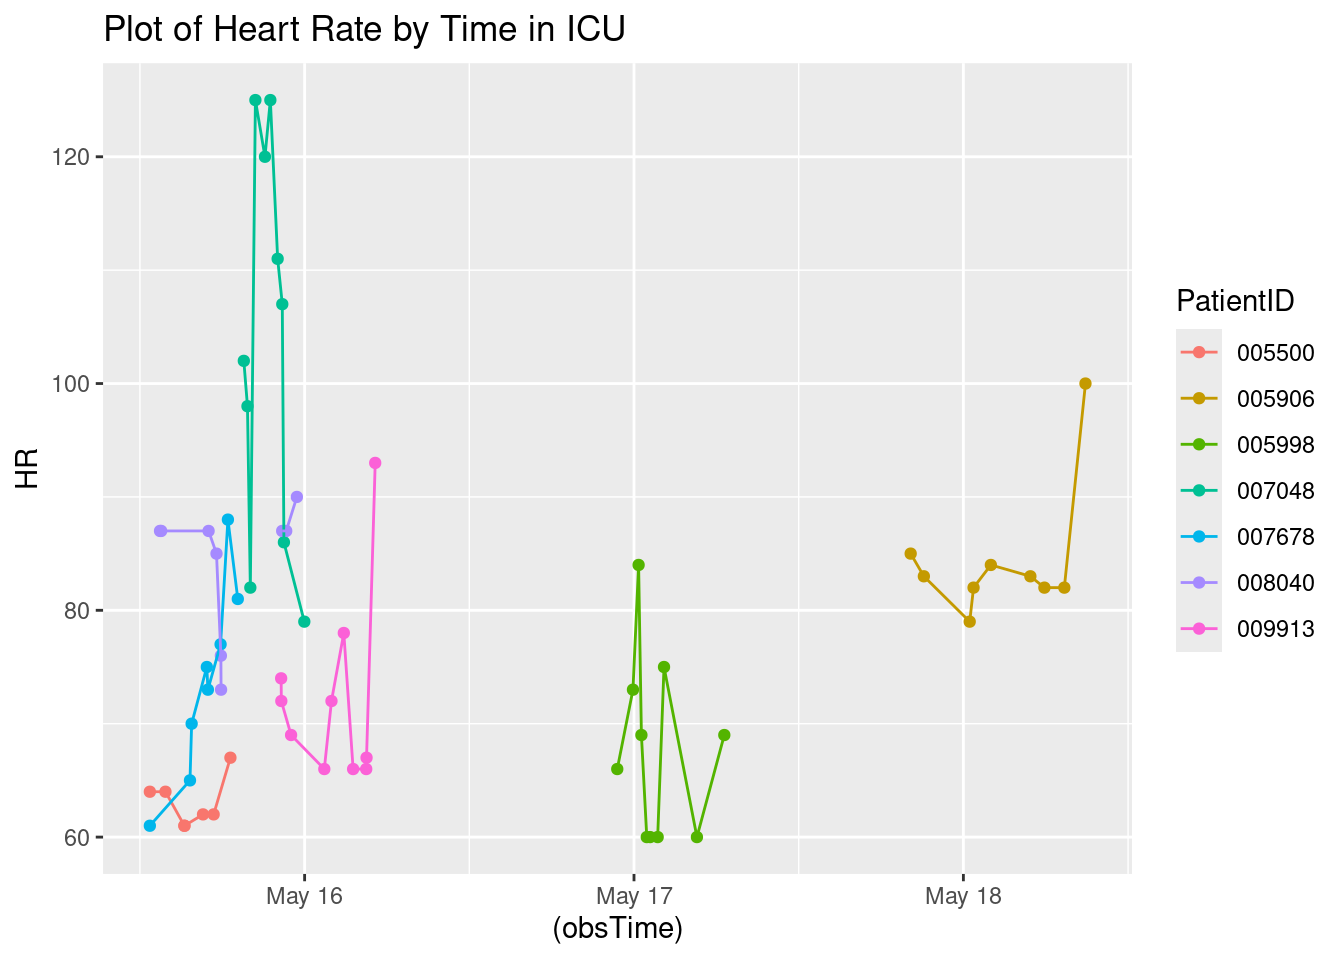 Plot of Heart Rate by Time in ICU
120
100
80
60
HR
May 16
May 17
May 18
(obsTime)
PatientID
005500
005906
005998
007048
007678
008040
009913